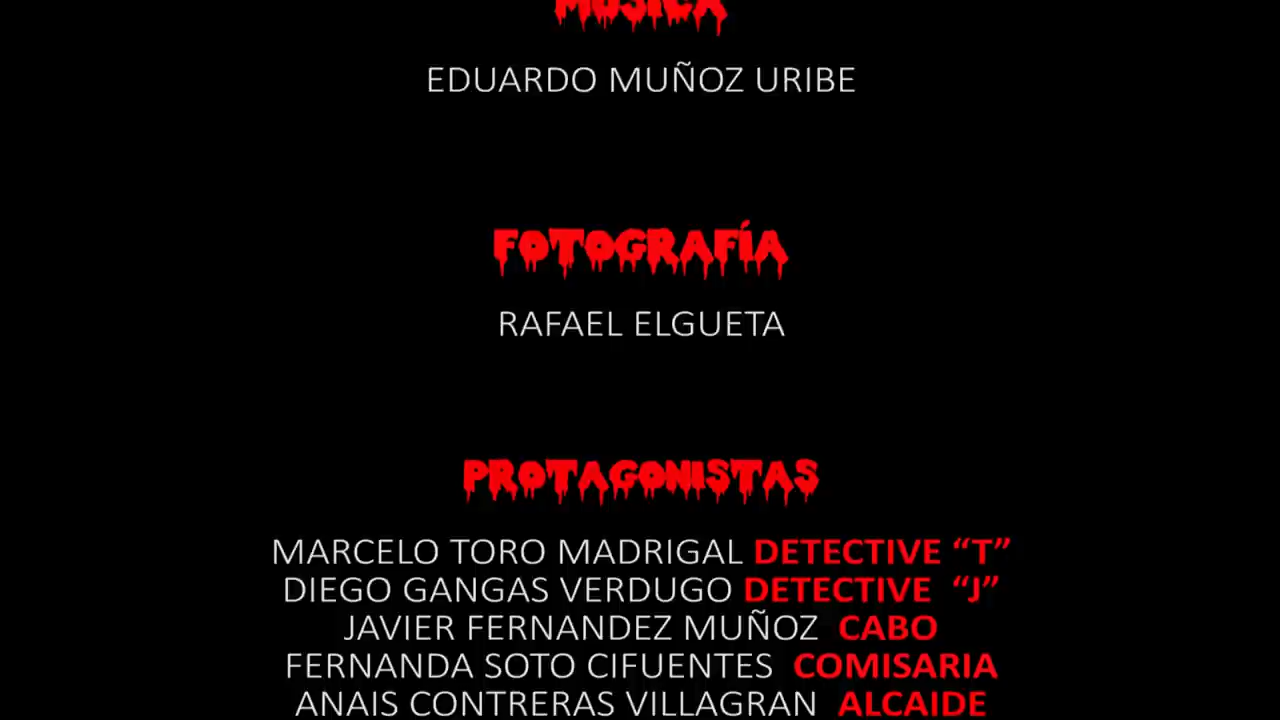 MÚSICA
EDUARDO MUÑOZ URIBE
FOTOGRAFÍA
RAFAEL ELGUETA
PROTAGONISTAS
MARCELO TORO MADRIGAL DETECTIVE “T”
DIEGO GANGAS VERDUGO DETECTIVE “J”
JAVIER FERNANDEZ MUÑOZ CABO
FERNANDA SOTO CIFUENTES COMISARIA
ANAIS CONTRERAS VILLAGRAN ALCAIDE